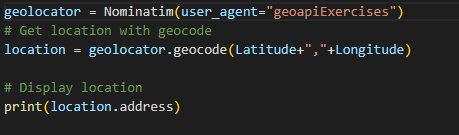 geolocator = Nominatim(user_agent="geoapiExercises")
# Get location with geocode
location = geolocator.geocode(Latitude+","+Longitude)
# Display location
print(location.address)